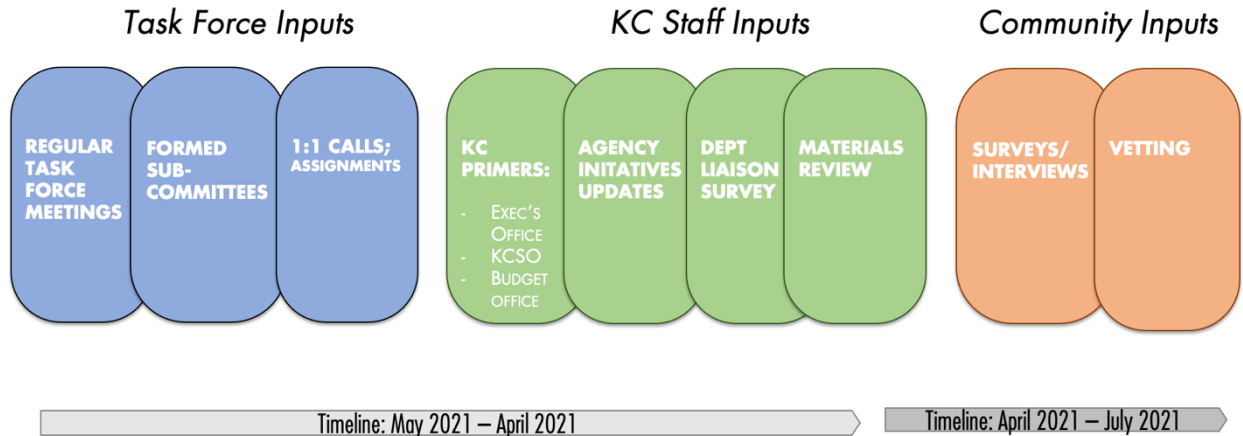 Task Force Inputs
KC Staff Inputs
Community Inputs
REGULAR
TASK
FORCE
MEETINGS
FORMED
SUB-
COMMITTEES
1:1 CALLS;
ASSIGNMENTS
KC
PRIMERS:
- EXEC'S
OFFICE
- KCSO
- BUDGET
OFFICE
AGENCY
INITATIVES
UPDATES
DEPT
LIAISON
SURVEY
MATERIALS
REVIEW
SURVEYS/
INTERVIEWS
VETTING
Timeline: May 2021 – April 2021
Timeline: April 2021 – July 2021